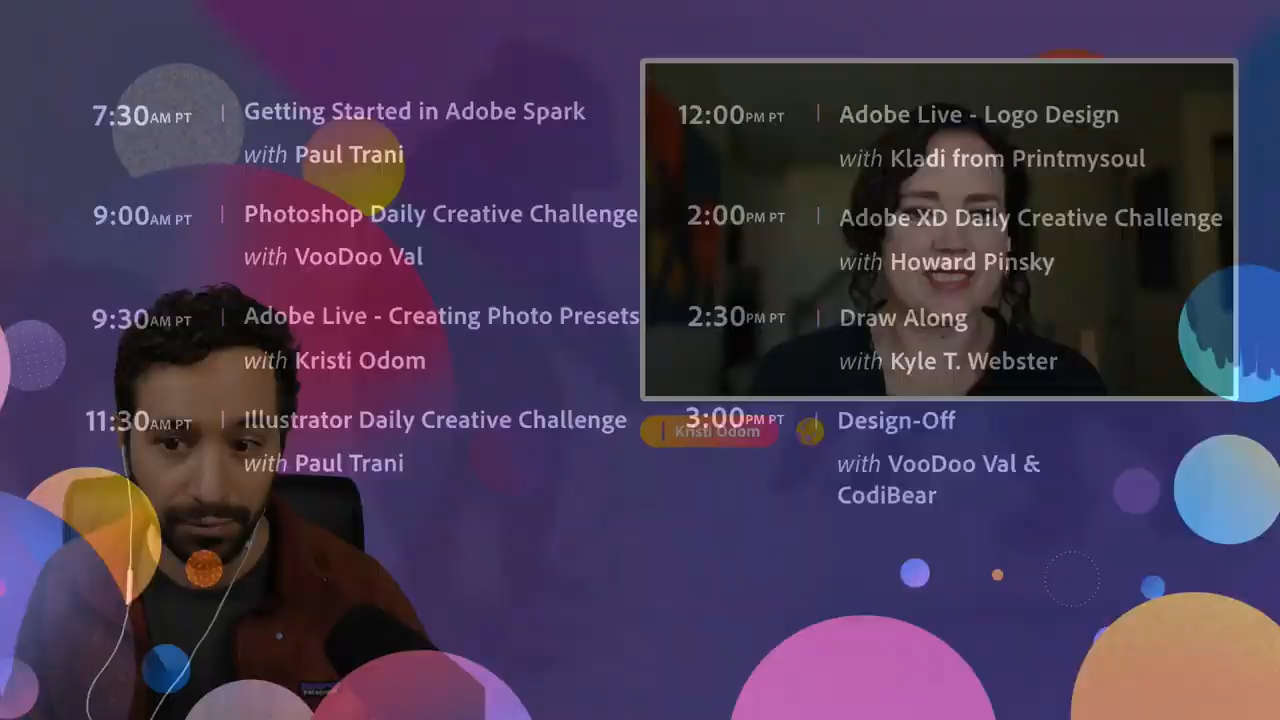 7:30AM PT | Getting Started in Adobe Spark
with Paul Trani
9:00AM PT | Photoshop Daily Creative Challenge
with VooDoo Val
9:30AM PT | Adobe Live - Creating Photo Presets
with Kristi Odom
11:30AM PT | Illustrator Daily Creative Challenge
with Paul Trani
12:00PM PT | Adobe Live - Logo Design
with Kladi from Printmysoul
2:00PM PT | Adobe XD Daily Creative Challenge
with Howard Pinsky
2:30PM PT | Draw Along
with Kyle T. Webster
3:00PM PT | Design-Off
with VooDoo Val &
CodiBear
Kristi Odom